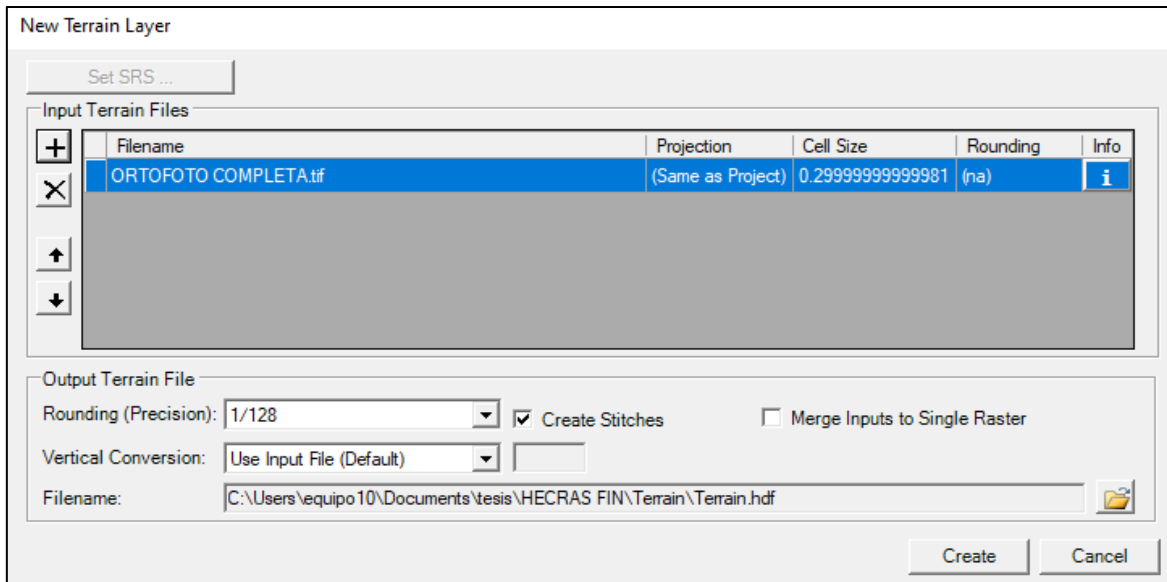 New Terrain Layer
Set SRS ...
Input Terrain Files
Filename Projection Cell Size Rounding Info
ORTOFOTO COMPLETA.tif (Same as Project) 0.29999999999981 (na) i
Output Terrain File
Rounding (Precision): 1/128 Create Stitches Merge Inputs to Single Raster
Vertical Conversion: Use Input File (Default)
Filename: C:\Users\equipo10\Documents\tesis\HECRAS FIN\Terrain\Terrain.hdf
Create Cancel